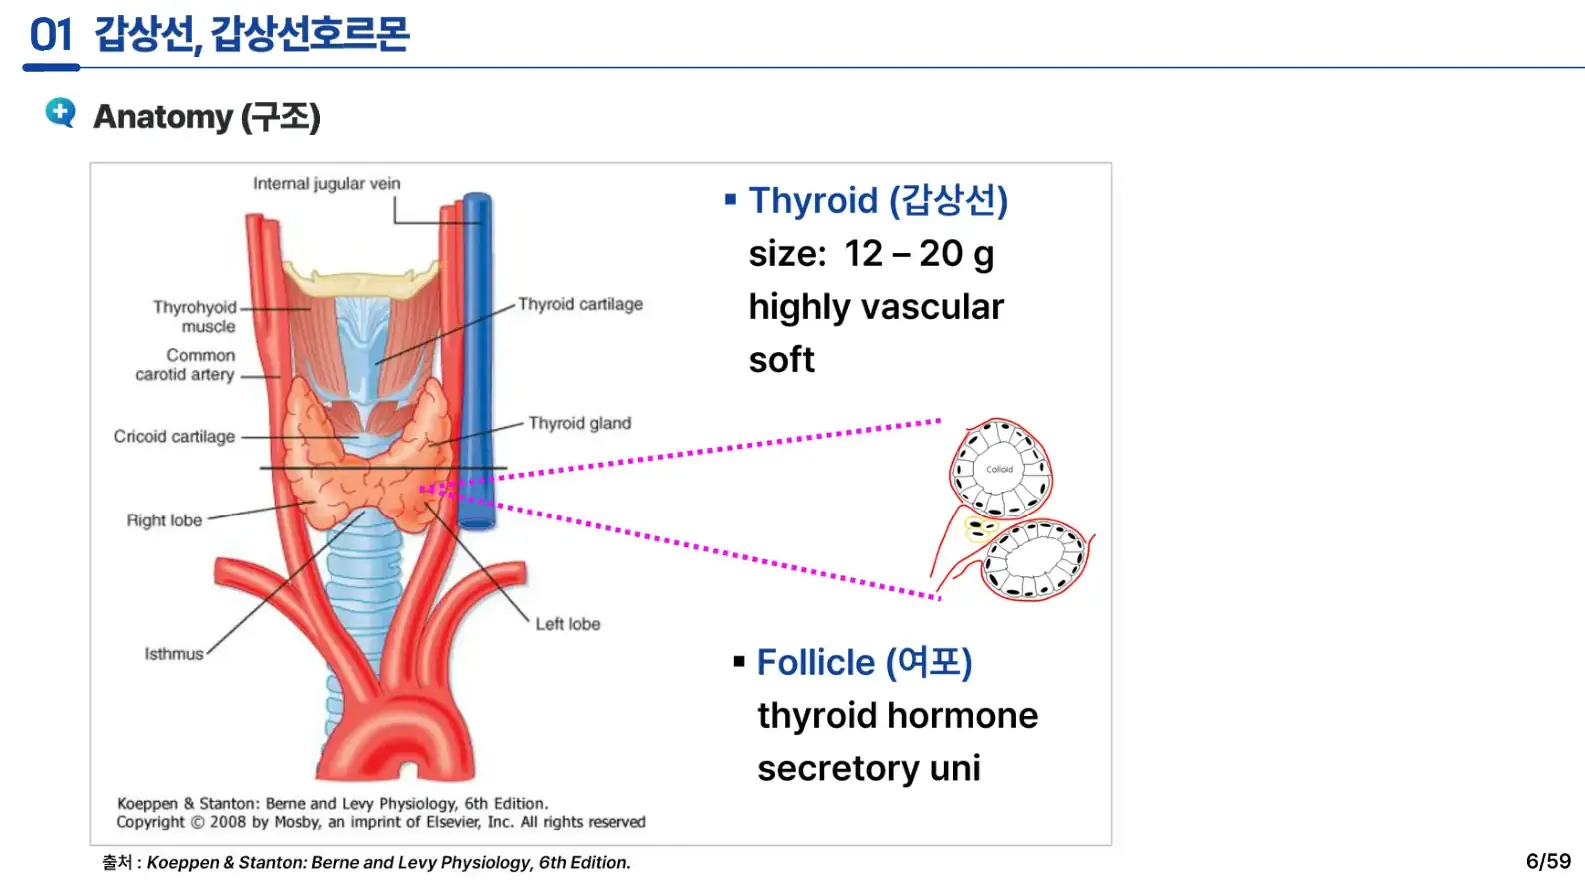 01 갑상선, 갑상선호르몬
Anatomy (구조)
Internal jugular vein
Thyrohyoid
muscle
Common
carotid artery
Cricoid cartilage
Right lobe
Isthmus
Thyroid cartilage
Thyroid gland
Left lobe
▪ Thyroid (갑상선)
size: 12 – 20 g
highly vascular
soft
Colloid
▪ Follicle (여포)
thyroid hormone
secretory uni
Koeppen & Stanton: Berne and Levy Physiology, 6th Edition.
Copyright © 2008 by Mosby, an imprint of Elsevier, Inc. All rights reserved
출처 : Koeppen & Stanton: Berne and Levy Physiology, 6th Edition.
6/59